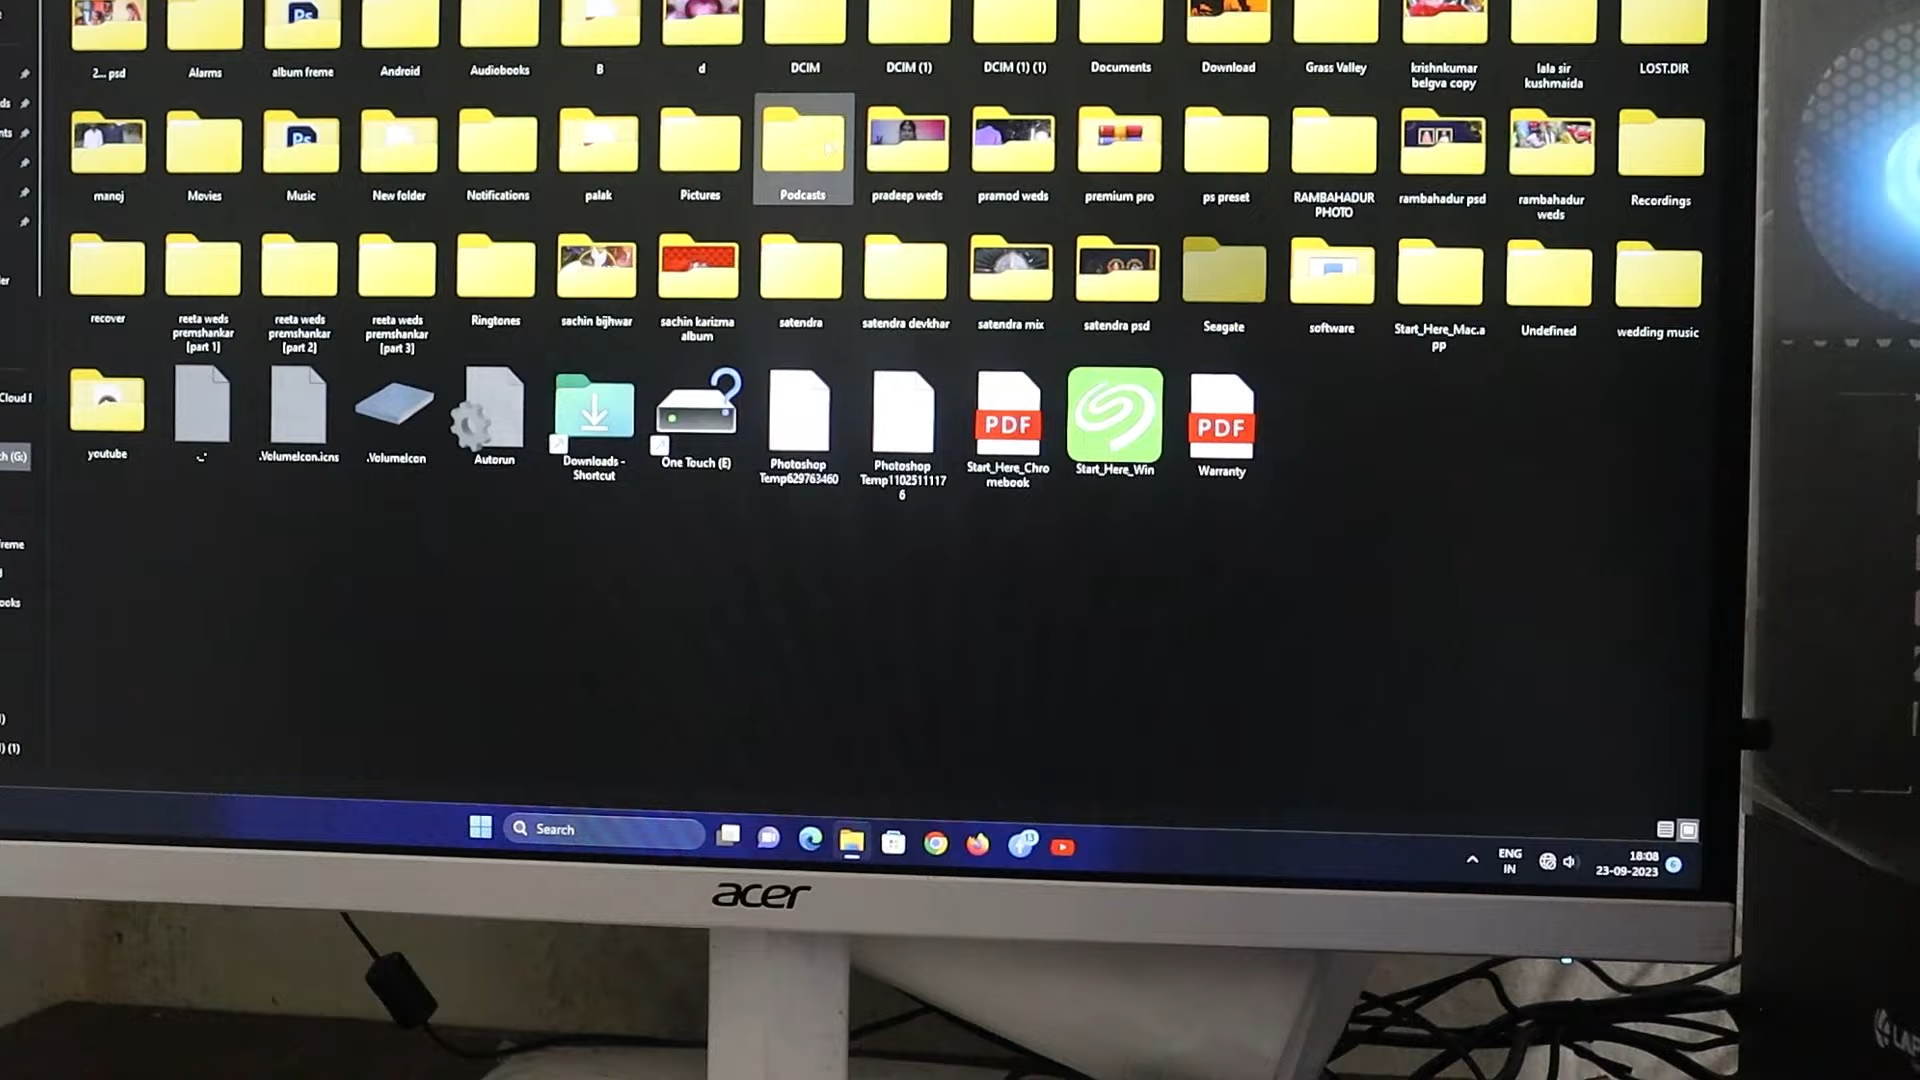 2... psd
Alarms
album freme
Android
Audiobooks
B
d
DCIM
DCIM (1)
DCIM (1) (1)
Documents
Download
Grass Valley
krishnkumar
belgva copy
lala sir
kushmaida
LOST.DIR
manoj
Movies
Music
New folder
Notifications
palak
Pictures
Podcasts
pradeep weds
pramod weds
premium pro
ps preset
RAMBAHADUR
PHOTO
rambahadur psd
rambahadur
weds
Recordings
recover
reeta weds
premshankar
[part 1]
reeta weds
premshankar
[part 2]
reeta weds
premshankar
[part 3]
Ringtones
sachin bijhwar
sachin karizma
album
satendra
satendra devkhar
satendra mix
satendra psd
Seagate
software
Start_Here_Mac.a
pp
Undefined
wedding music
youtube
._.
.VolumeIcon.icns
.VolumeIcon
Autorun
Downloads -
Shortcut
One Touch (E)
Photoshop
Temp629763460
Photoshop
Temp1102511117
6
PDF
Start_Here_Chro
mebook
Start_Here_Win
PDF
Warranty
Ps
Ps
Search
13
ENG
IN
18:08
23-09-2023
6
acer